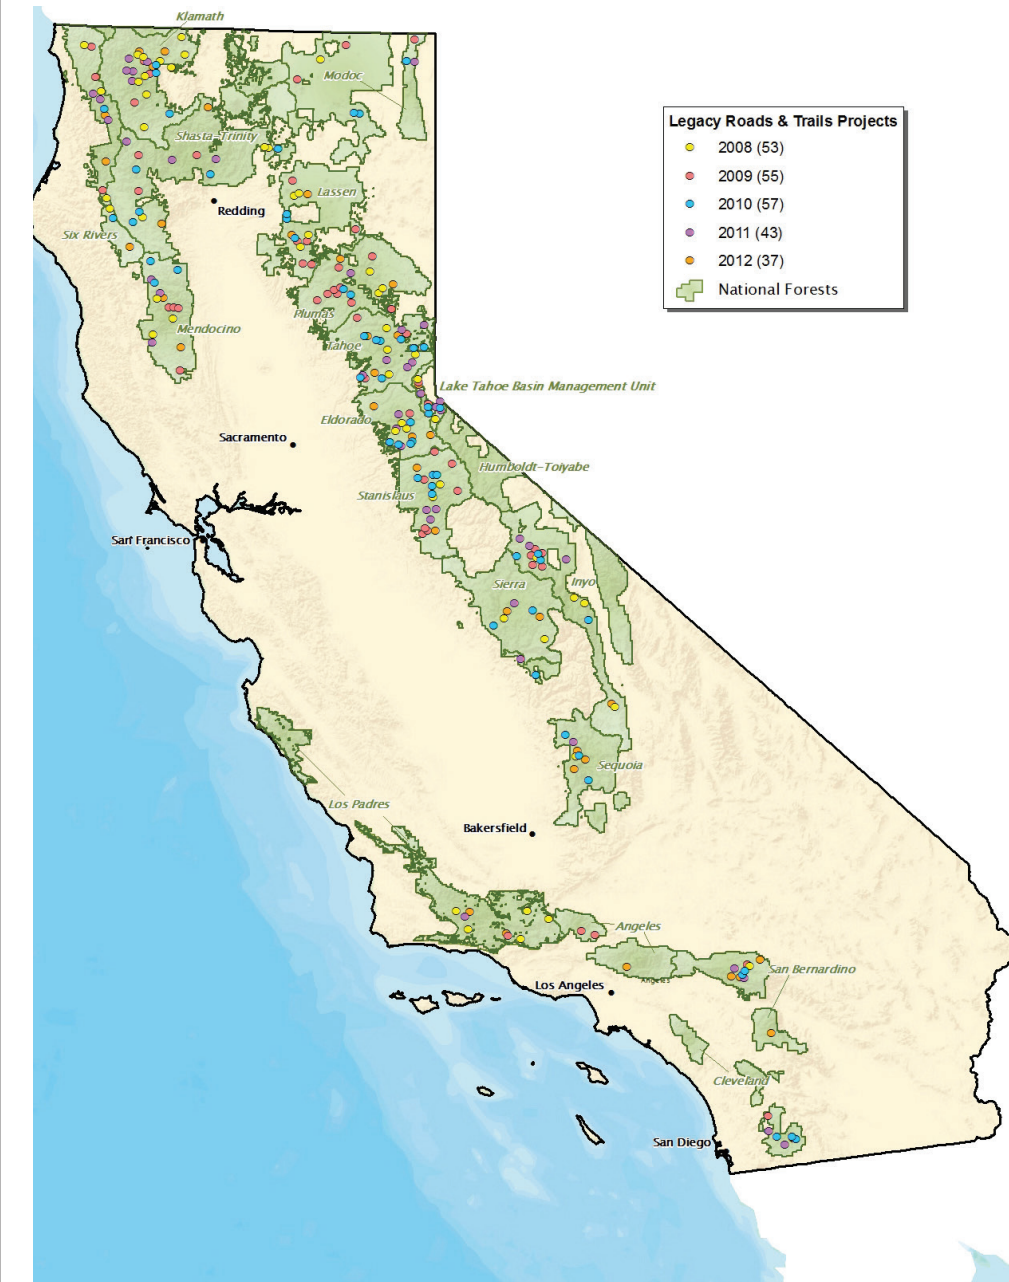 Klamath
Modoc
Shasta-Trinity
Lassen
Redding
Six Rivers
Plumas
Mendocino
Tahoe
Lake Tahoe Basin Management Unit
Eldorado
Sacramento
Humboldt-Toiyabe
Stanislaus
San Francisco
Sierra
Inyo
Sequoia
Los Padres
Bakersfield
Angeles
San Bernardino
Angeles
Los Angeles
Cleveland
San Diego
Legacy Roads & Trails Projects
2008 (53)
2009 (55)
2010 (57)
2011 (43)
2012 (37)
National Forests